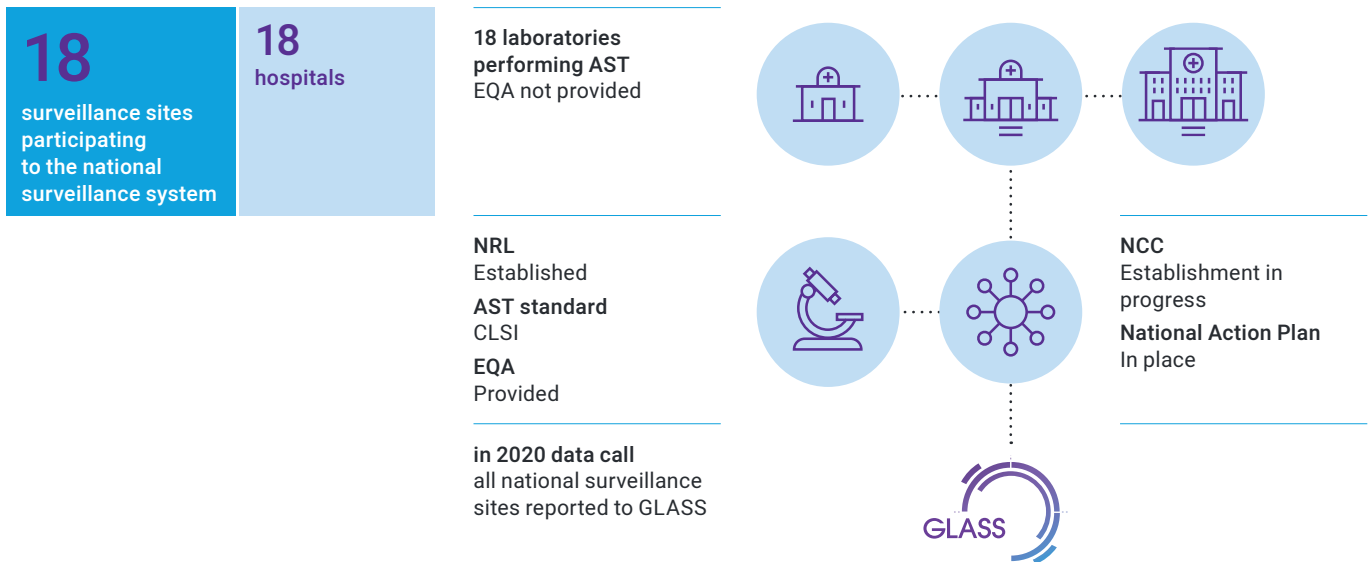 18
surveillance sites
participating
to the national
surveillance system
18
hospitals
18 laboratories
performing AST
EQA not provided
NRL
Established
AST standard
CLSI
EQA
Provided
NCC
Establishment in
progress
National Action Plan
In place
in 2020 data call
all national surveillance
sites reported to GLASS
GLASS